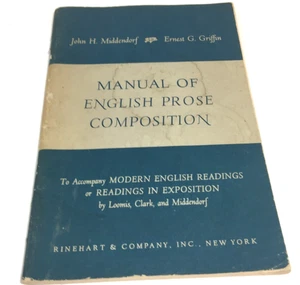 John H. Middendorf Ernest G. Griffin
MANUAL OF
ENGLISH PROSE
COMPOSITION
To Accompany MODERN ENGLISH READINGS
or READINGS IN EXPOSITION
by Loomis, Clark, and Middendorf
RINEHART & COMPANY, INC., NEW YORK